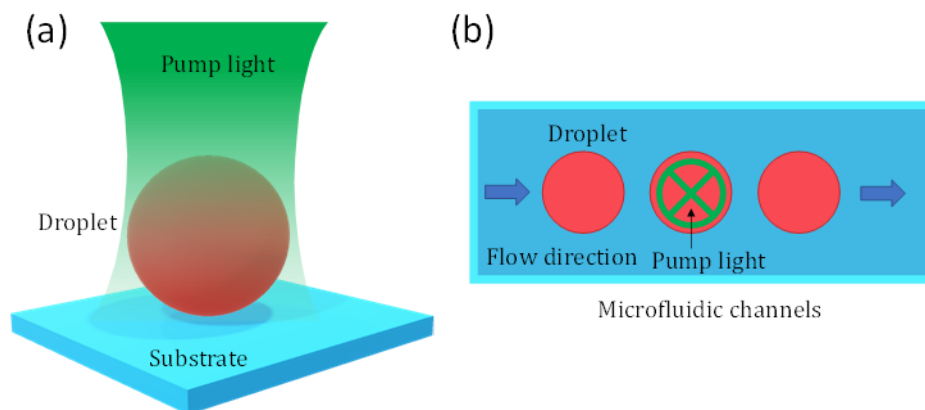 (a)
Pump light
Droplet
Substrate
(b)
Droplet
Flow direction
Pump light
Microfluidic channels